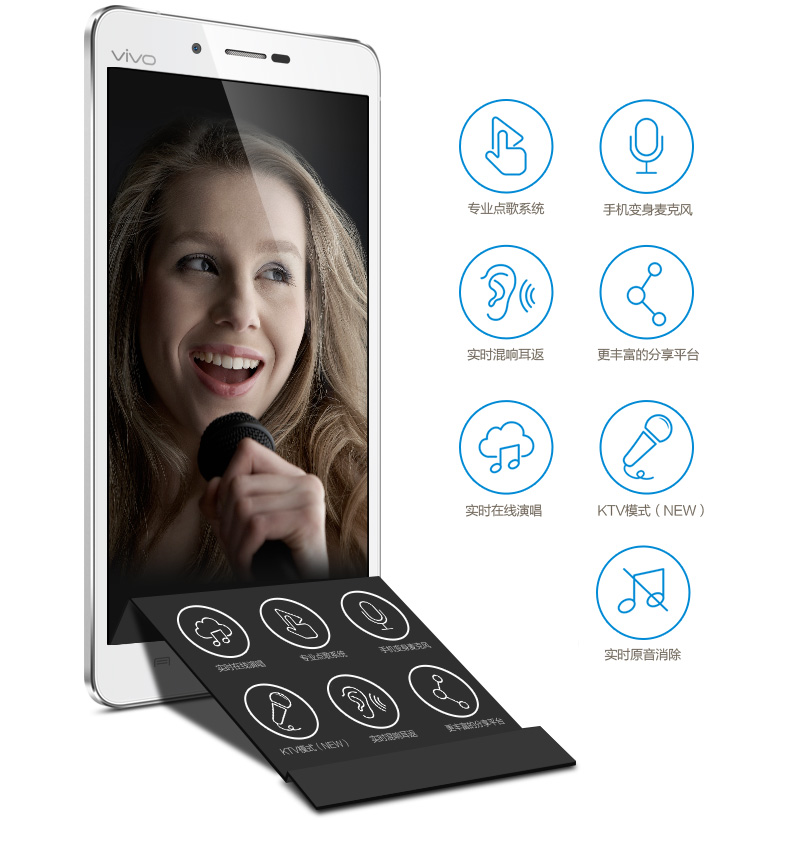 vivo
专业点歌系统
手机变身麦克风
实时混响耳返
更丰富的分享平台
实时在线演唱
KTV模式（NEW）
实时原音消除
实时在线演唱
专业点歌系统
手机变身麦克风
KTV模式（NEW）
实时混响耳返
更丰富的分享平台